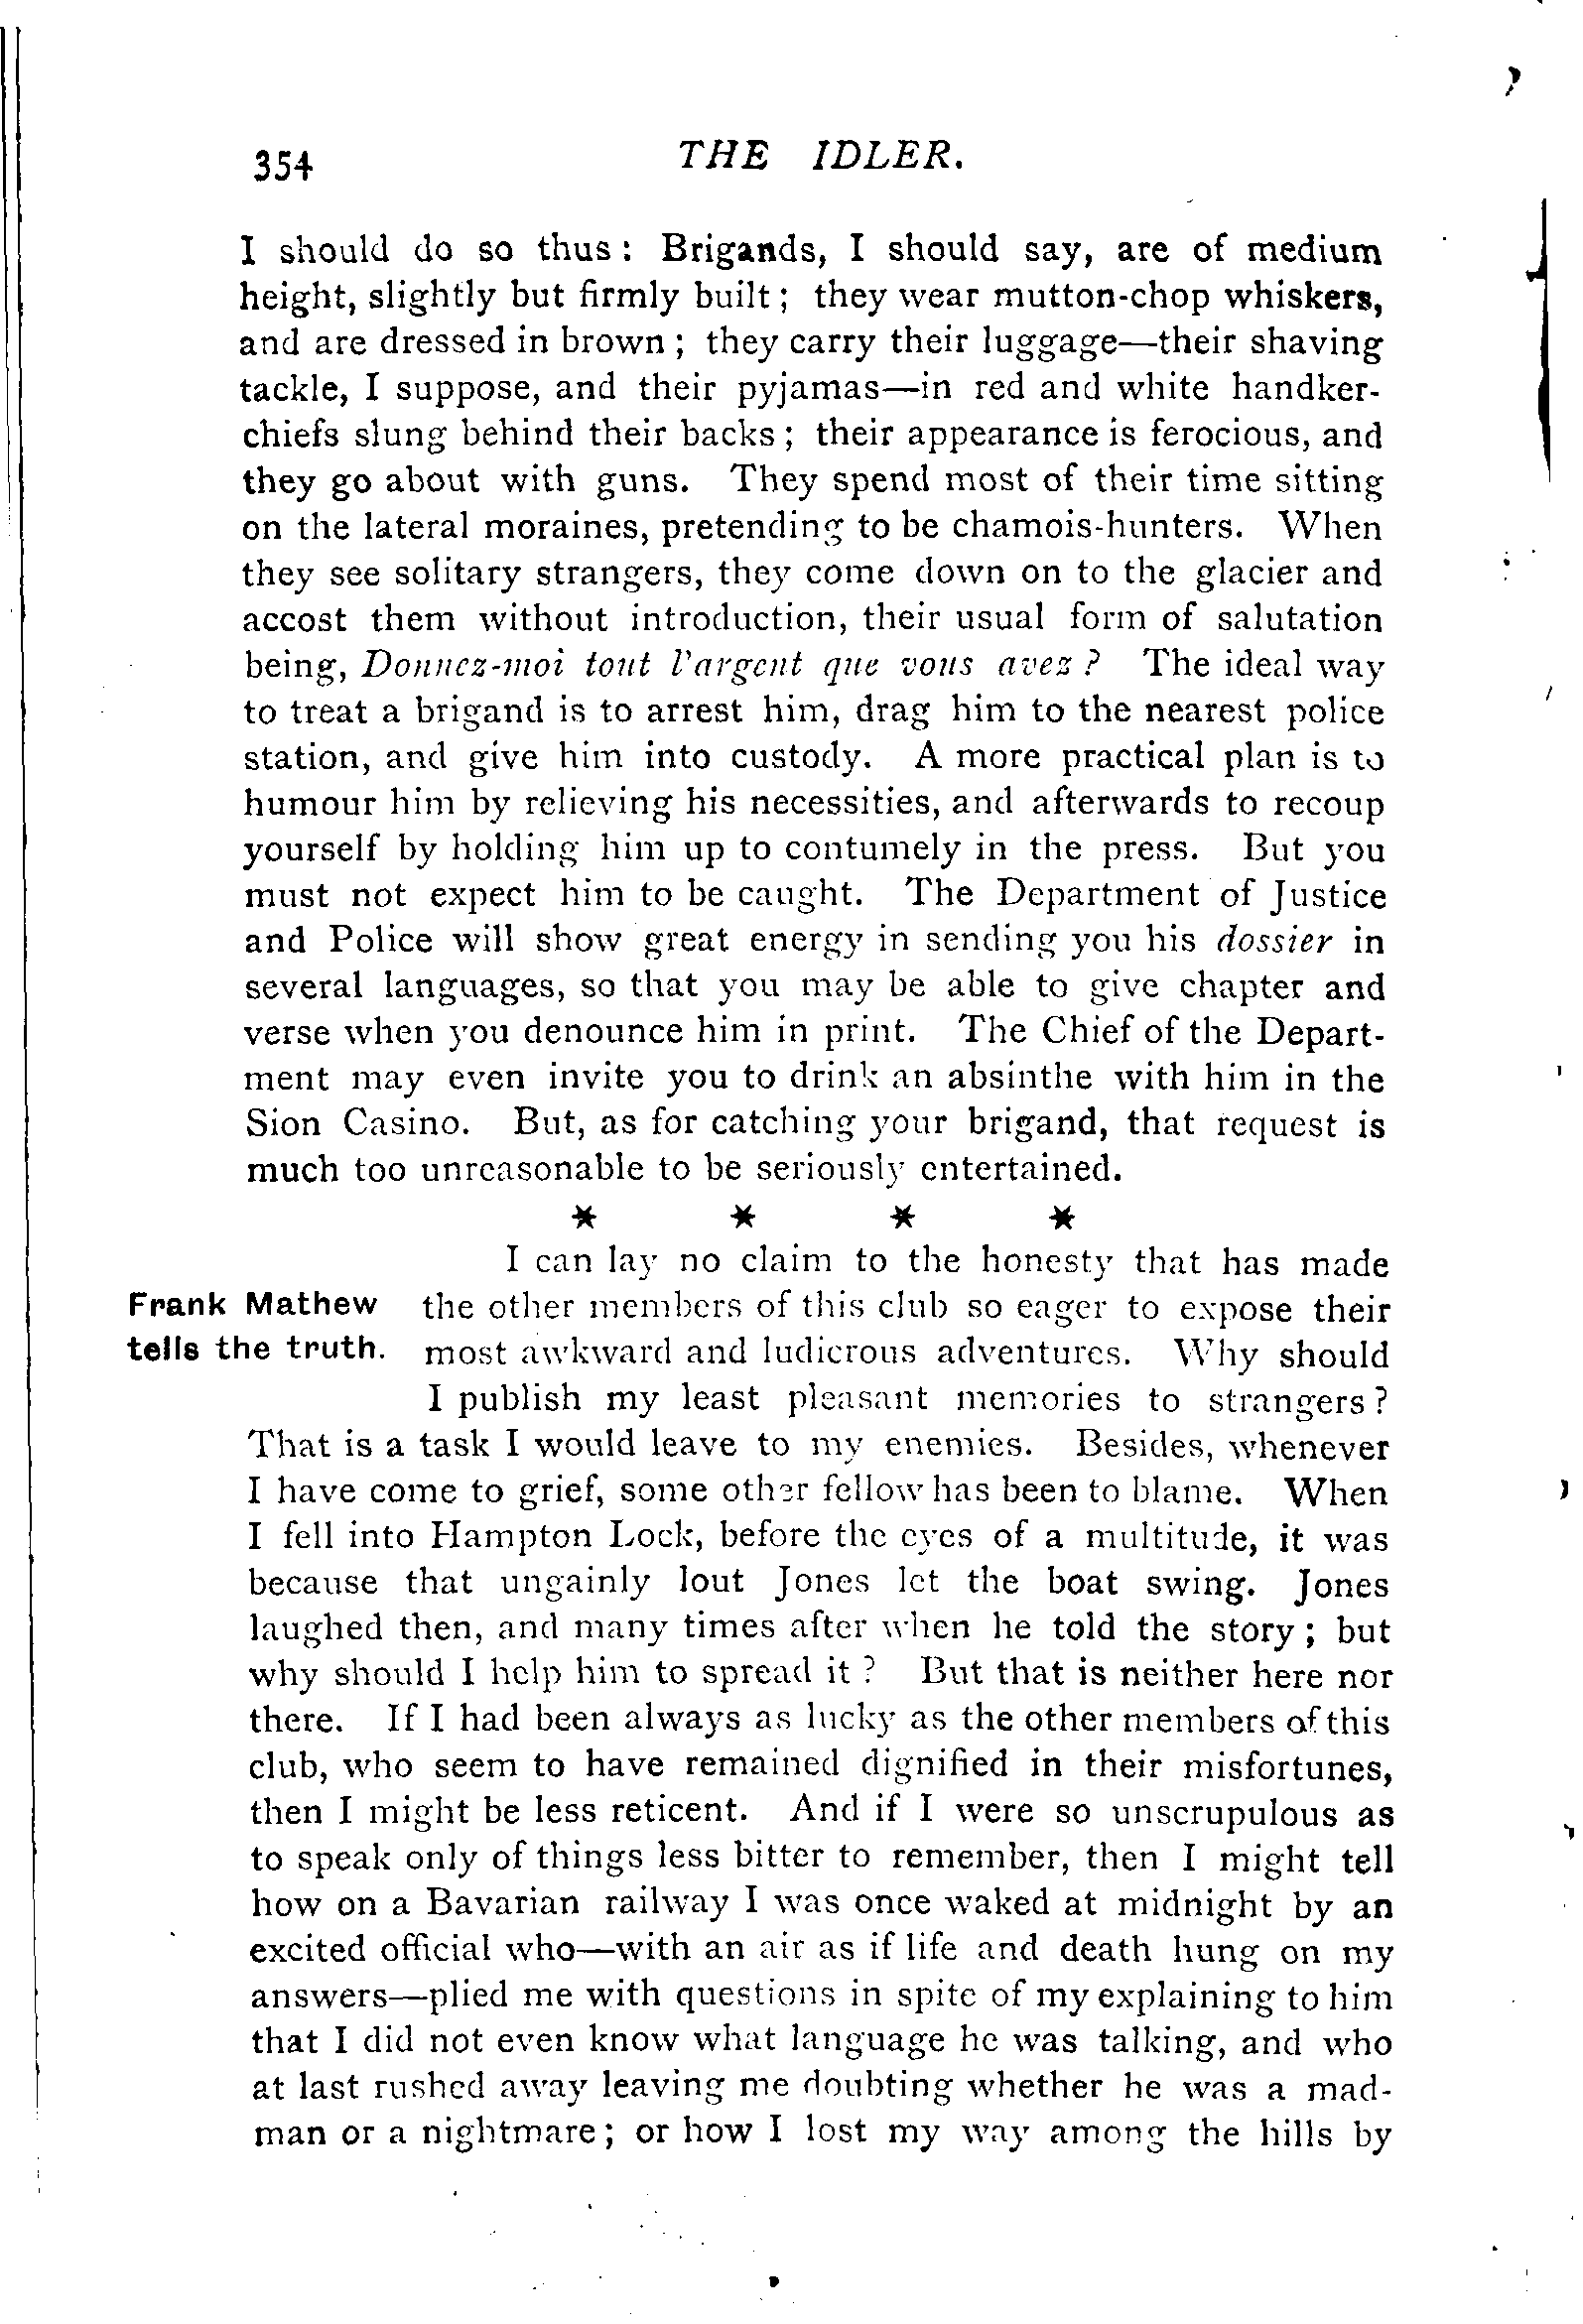 354
THE IDLER.
I should do so thus: Brigands, I should say, are of medium
height, slightly but firmly built; they wear mutton-chop whiskers,
and are dressed in brown; they carry their luggage—their shaving
tackle, I suppose, and their pyjamas—in red and white handker-
chiefs slung behind their backs; their appearance is ferocious, and
they go about with guns. They spend most of their time sitting
on the lateral moraines, pretending to be chamois-hunters. When
they see solitary strangers, they come down on to the glacier and
accost them without introduction, their usual form of salutation
being, Donnez-moi tout l'argent que vous avez? The ideal way
to treat a brigand is to arrest him, drag him to the nearest police
station, and give him into custody. A more practical plan is to
humour him by relieving his necessities, and afterwards to recoup
yourself by holding him up to contumely in the press. But you
must not expect him to be caught. The Department of Justice
and Police will show great energy in sending you his dossier in
several languages, so that you may be able to give chapter and
verse when you denounce him in print. The Chief of the Depart-
ment may even invite you to drink an absinthe with him in the
Sion Casino. But, as for catching your brigand, that request is
much too unreasonable to be seriously entertained.
* * * *
Frank Mathew
tells the truth.
I can lay no claim to the honesty that has made
the other members of this club so eager to expose their
most awkward and ludicrous adventures. Why should
I publish my least pleasant memories to strangers?
That is a task I would leave to my enemies. Besides, whenever
I have come to grief, some other fellow has been to blame. When
I fell into Hampton Lock, before the eyes of a multitude, it was
because that ungainly lout Jones let the boat swing. Jones
laughed then, and many times after when he told the story; but
why should I help him to spread it? But that is neither here nor
there. If I had been always as lucky as the other members of this
club, who seem to have remained dignified in their misfortunes,
then I might be less reticent. And if I were so unscrupulous as
to speak only of things less bitter to remember, then I might tell
how on a Bavarian railway I was once waked at midnight by an
excited official who—with an air as if life and death hung on my
answers—plied me with questions in spite of my explaining to him
that I did not even know what language he was talking, and who
at last rushed away leaving me doubting whether he was a mad-
man or a nightmare; or how I lost my way among the hills by